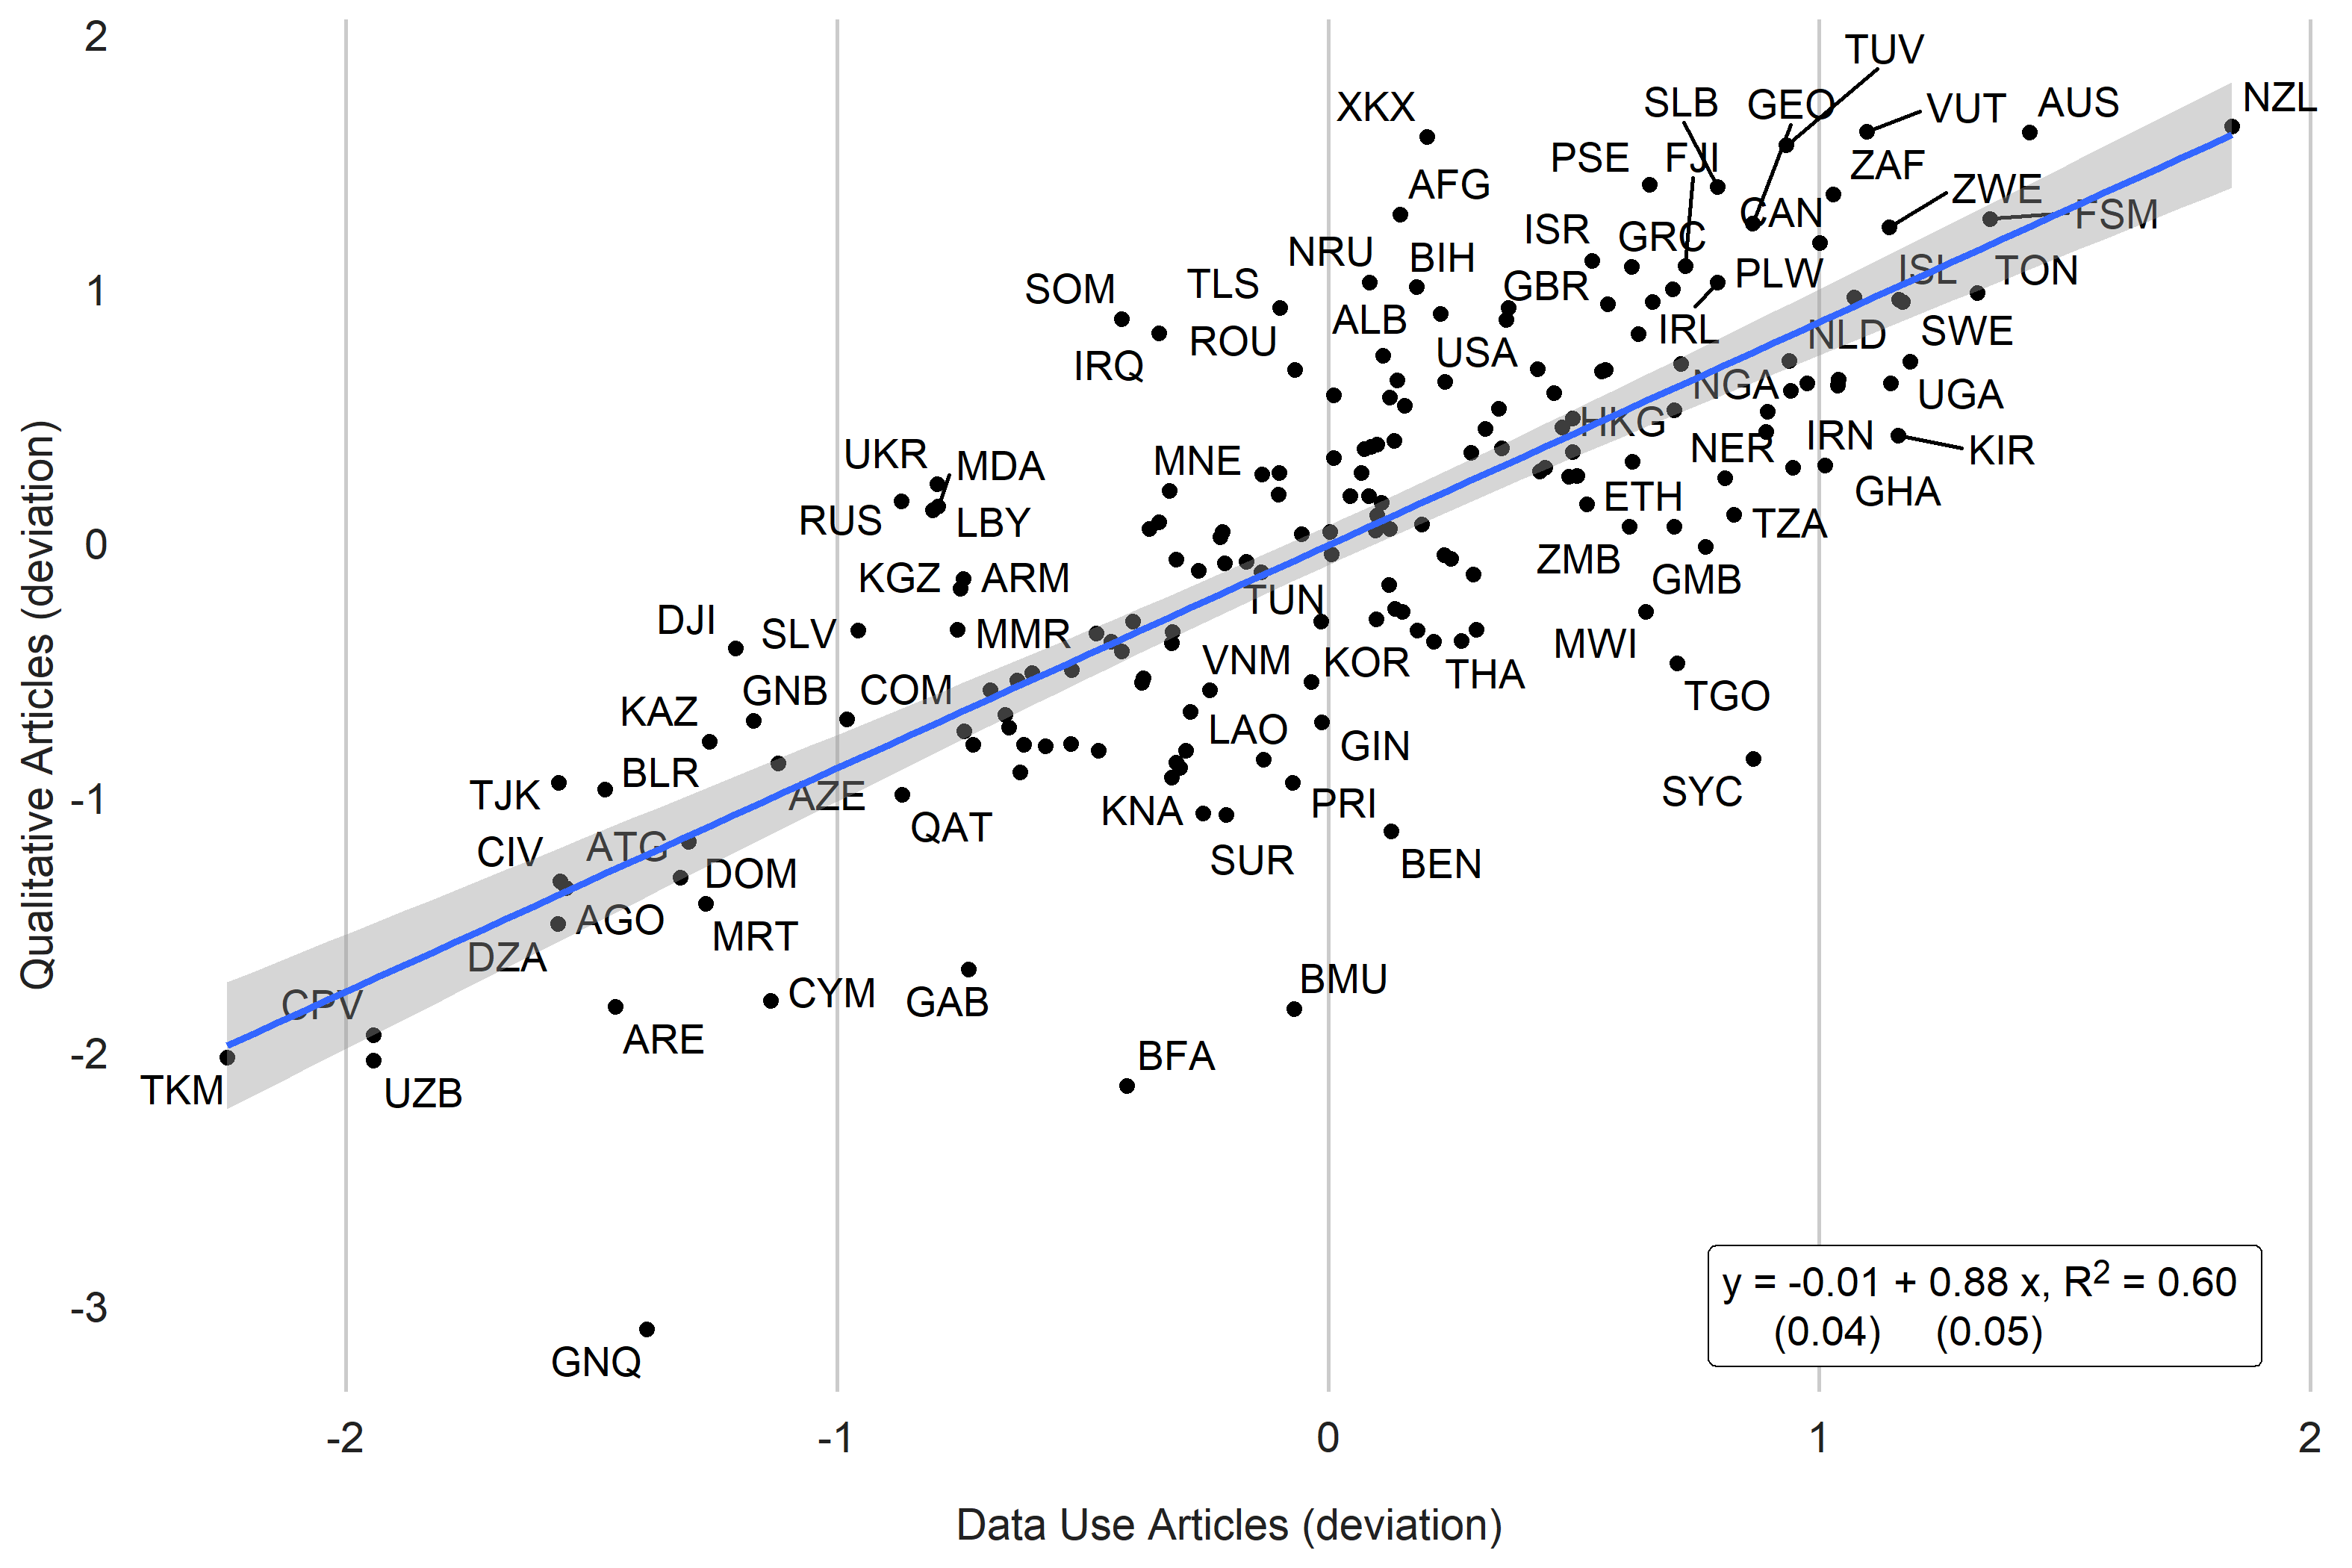 2
TUV
NZL
SLB
GEO
VUT
AUS
XKX
PSE
FJI
ZAF
AFG
ZWE
CAN
FSM
ISR
GRC
NRU
BIH
PLW
ISL
TON
1
SOM
TLS
GBR
ALB
IRL
NLD
SWE
ROU
USA
IRQ
NGA
UGA
HKG
UKR
MDA
MNE
NER
IRN
KIR
ETH
GHA
RUS
LBY
TZA
0
KGZ
ARM
ZMB
GMB
TUN
DJI
SLV
MMR
MWI
VNM
KOR
THA
GNB
COM
TGO
KAZ
LAO
GIN
BLR
SYC
-1
TJK
AZE
KNA
PRI
QAT
CIV
ATG
SUR
BEN
DOM
AGO
MRT
DZA
BMU
CPV
CYM
GAB
ARE
-2
BFA
TKM
UZB
y = -0.01 + 0.88 x, R² = 0.60
(0.04) (0.05)
-3
GNQ
-2 -1 0 1 2
Data Use Articles (deviation)
Qualitative Articles (deviation)